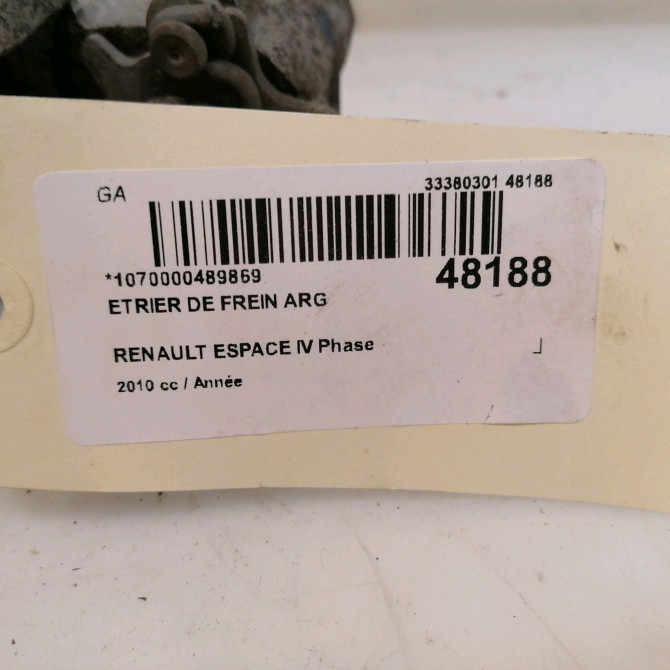 GA
33380301 48188
*1070000489869
48188
ETRIER DE FREIN ARG
RENAULT ESPACE IV Phase
2010 cc / Année